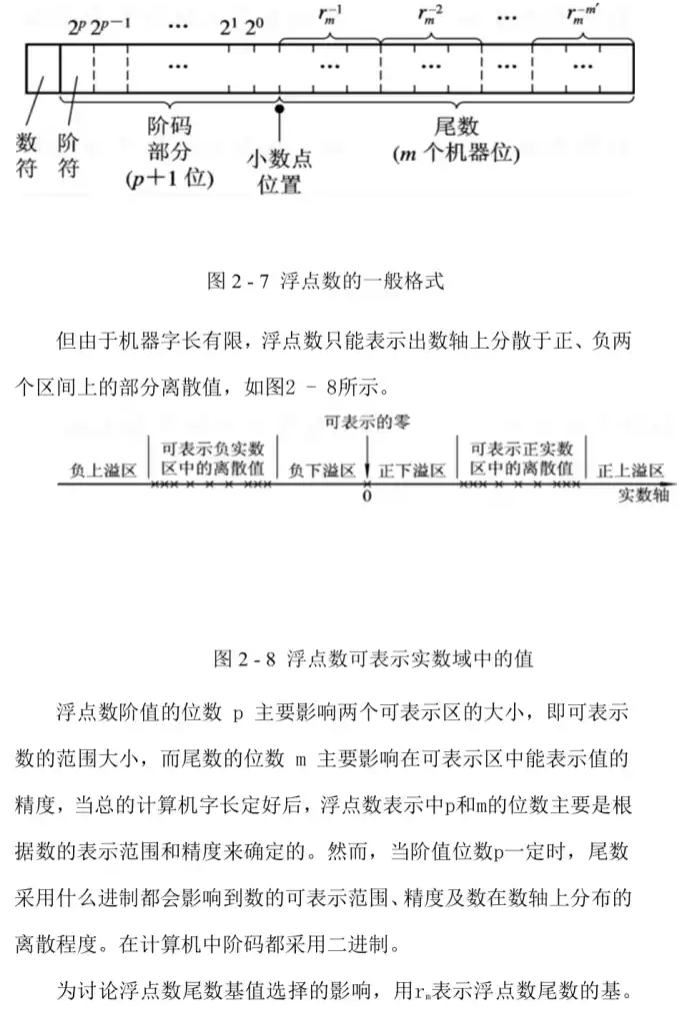 2ᵖ 2ᵖ⁻¹ … 2¹ 2⁰ rₘ⁻¹ rₘ⁻² … rₘ⁻ᵐ′
… … … … …
数符 阶符 阶码部分(p+1 位) 小数点位置 尾数(m 个机器位)
图 2 - 7 浮点数的一般格式
但由于机器字长有限，浮点数只能表示出数轴上分散于正、负两
个区间上的部分离散值，如图2 - 8所示。
可表示的零
负上溢区 可表示负实数区中的离散值 负下溢区 正下溢区 可表示正实数区中的离散值 正上溢区
0 实数轴
图 2 - 8 浮点数可表示实数域中的值
浮点数阶值的位数 p 主要影响两个可表示区的大小，即可表示
数的范围大小，而尾数的位数 m 主要影响在可表示区中能表示值的
精度，当总的计算机字长定好后，浮点数表示中p和m的位数主要是根
据数的表示范围和精度来确定的。然而，当阶值位数p一定时，尾数
采用什么进制都会影响到数的可表示范围、精度及数在数轴上分布的
离散程度。在计算机中阶码都采用二进制。
为讨论浮点数尾数基值选择的影响，用rₘ表示浮点数尾数的基。